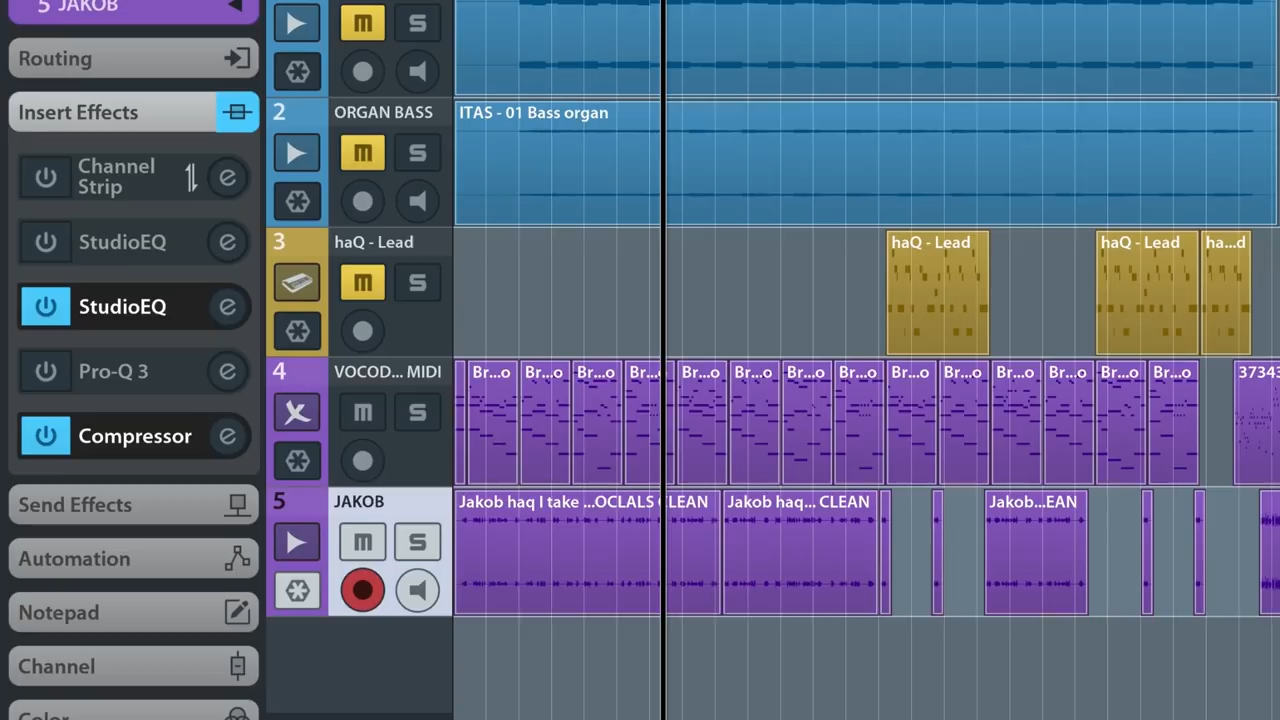 5 JAKOB
Routing
Insert Effects
Channel
Strip
e
StudioEQ
e
StudioEQ
e
Pro-Q 3
e
Compressor
e
Send Effects
Automation
Notepad
Channel
Color
M S
2 ORGAN BASS
M S
ITAS - 01 Bass organ
3 haQ - Lead
M S
haQ - Lead haQ - Lead ha...d
4 VOCOD... MIDI
M S
Br...o Br...o Br...o Br...o Br...o Br...o Br...o Br...o Br...o Br...o Br...o Br...o Br...o Br...o 37343
5 JAKOB
M S
Jakob haq I take ...OCLALS CLEAN Jakob haq... CLEAN Jakob...EAN